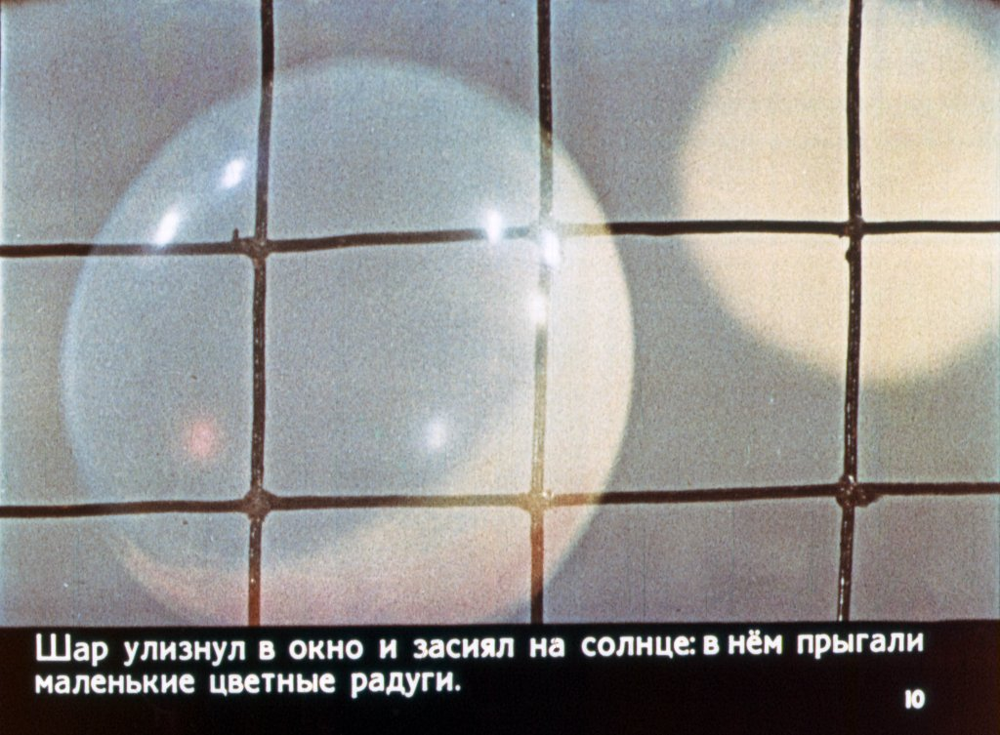 Шар улизнул в окно и засиял на солнце: в нём прыгали
маленькие цветные радуги.
10